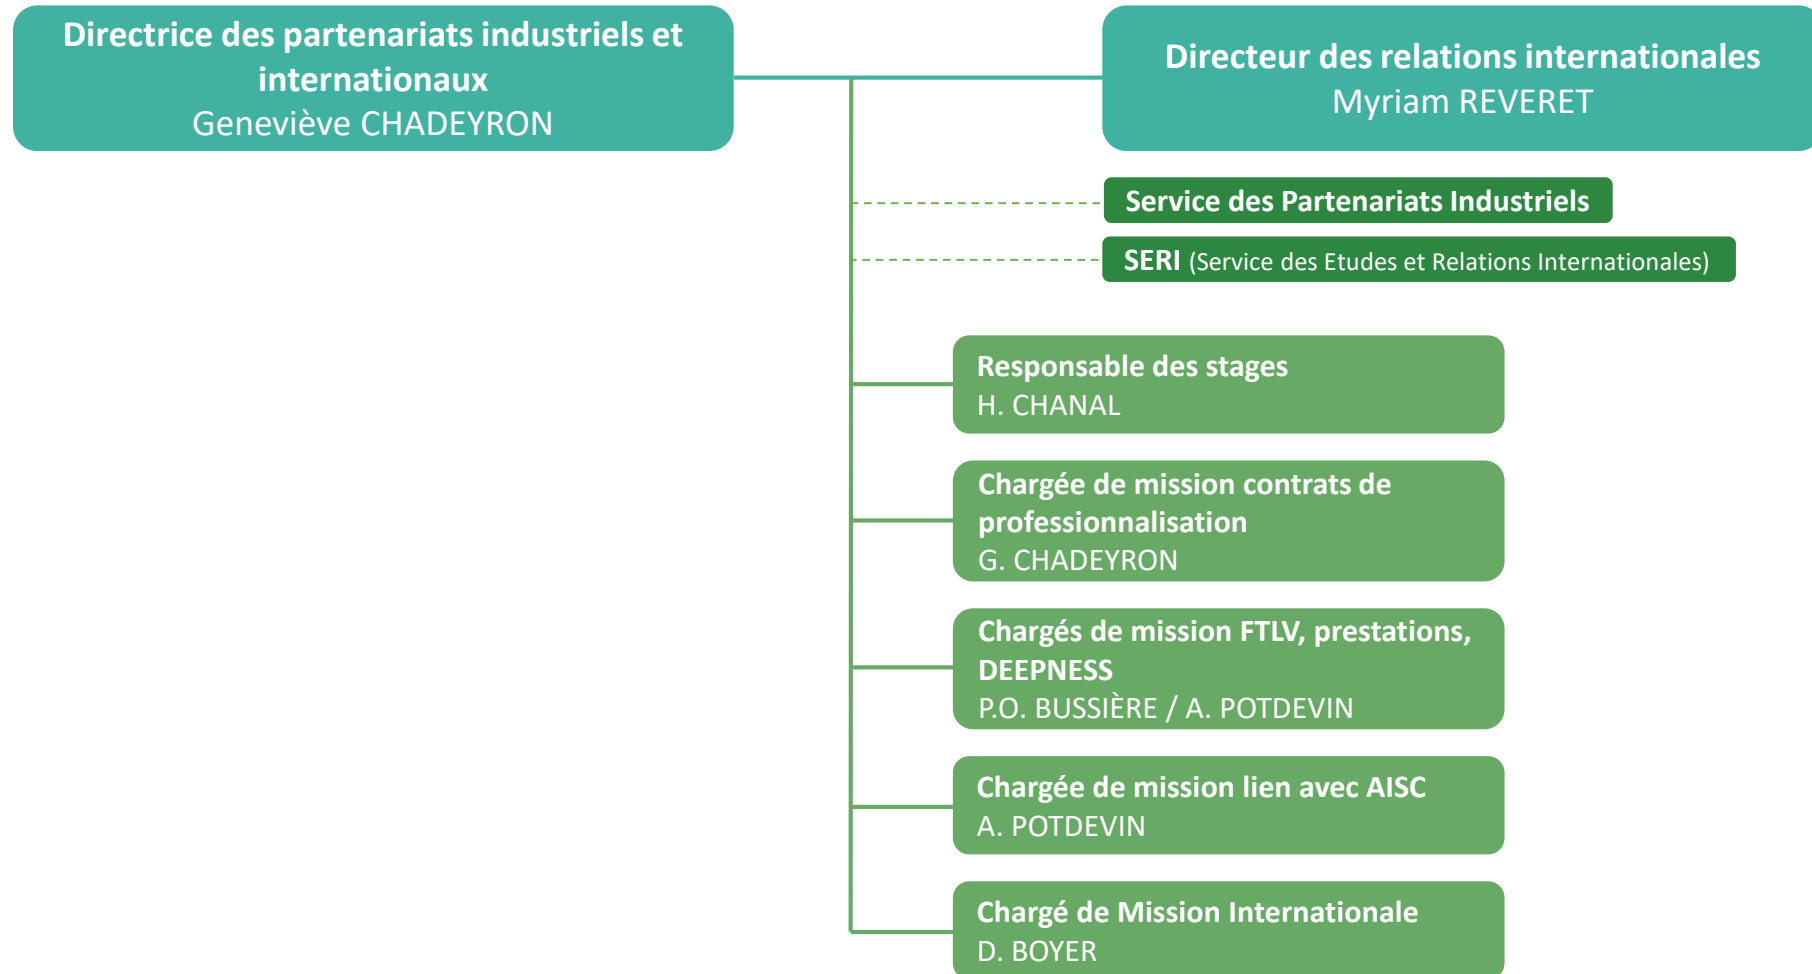 Directrice des partenariats industriels et
internationaux
Geneviève CHADEYRON
Directeur des relations internationales
Myriam REVERET
Service des Partenariats Industriels
SERI (Service des Etudes et Relations Internationales)
Responsable des stages
H. CHANAL
Chargée de mission contrats de
professionnalisation
G. CHADEYRON
Chargés de mission FTLV, prestations,
DEEPNESS
P.O. BUSSIÈRE / A. POTDEVIN
Chargée de mission lien avec AISC
A. POTDEVIN
Chargé de Mission Internationale
D. BOYER